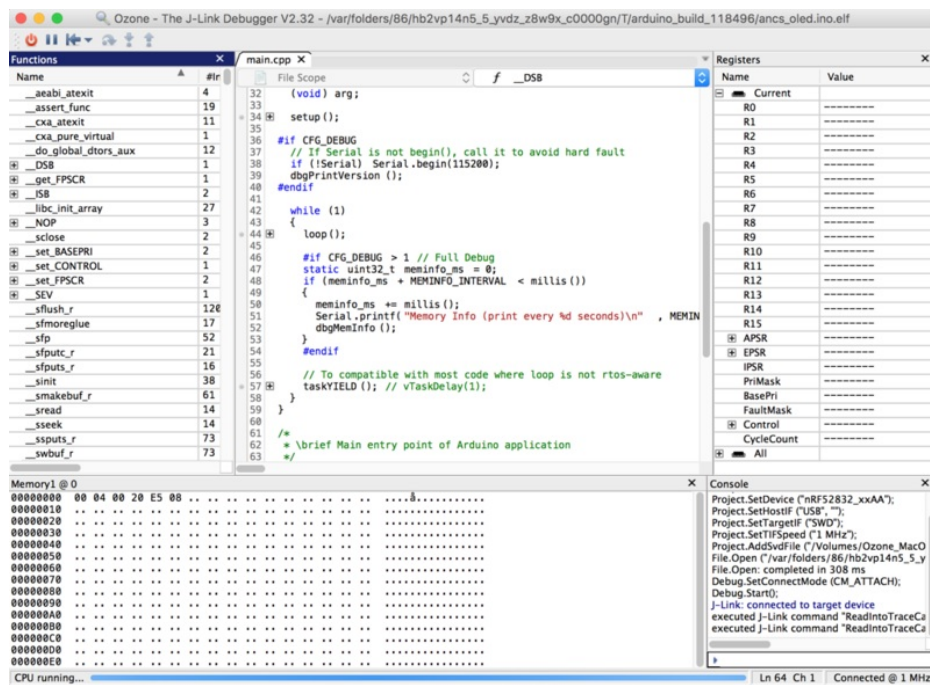 Ozone - The J-Link Debugger V2.32 - /var/folders/86/hb2vp14n5_5_yvdz_z8w9x_c0000gn/T/arduino_build_118496/ancs_oled.ino.elf
Functions
Name #In
__aeabi_atexit 4
__assert_func 19
__cxa_atexit 11
__cxa_pure_virtual 1
__do_global_dtors_aux 12
__DSB 1
__get_FPSCR 1
__ISB 2
__libc_init_array 27
__NOP 3
__sclose 2
__set_BASEPRI 2
__set_CONTROL 1
__set_FPSCR 2
__SEV 1
__sflush_r 120
__sfmoreglue 17
__sfp 52
__sfputc_r 21
__sfputs_r 16
__sinit 38
__smakebuf_r 61
__sread 14
__sseek 14
__ssputs_r 73
__swbuf_r 73
main.cpp
File Scope f __DSB
32 (void) arg;
33
34 setup();
35
36 #if CFG_DEBUG
37 // If Serial is not begin(), call it to avoid hard fault
38 if (!Serial) Serial.begin(115200);
39 dbgPrintVersion ();
40 #endif
41
42 while (1)
43 {
44 loop();
45
46 #if CFG_DEBUG > 1 // Full Debug
47 static uint32_t meminfo_ms = 0;
48 if (meminfo_ms + MEMINFO_INTERVAL < millis())
49 {
50 meminfo_ms += millis();
51 Serial.printf("Memory Info (print every %d seconds)\n" , MEMIN
52 dbgMemInfo ();
53 }
54 #endif
55
56 // To compatible with most code where loop is not rtos-aware
57 taskYIELD (); // vTaskDelay(1);
58 }
59 }
60
61 /*
62 * \brief Main entry point of Arduino application
63 */
Registers
Name Value
Current
R0 --------
R1 --------
R2 --------
R3 --------
R4 --------
R5 --------
R6 --------
R7 --------
R8 --------
R9 --------
R10 --------
R11 --------
R12 --------
R13 --------
R14 --------
R15 --------
APSR --------
EPSR --------
IPSR --------
PriMask --------
BasePri --------
FaultMask --------
Control --------
CycleCount --------
All
Memory1 @ 0
00000000 00 04 00 20 E5 08 .. .. .. .. .. .. .. .. .. .. ....å...........
00000010 .. .. .. .. .. .. .. .. .. .. .. .. .. .. .. .. ................
00000020 .. .. .. .. .. .. .. .. .. .. .. .. .. .. .. .. ................
00000030 .. .. .. .. .. .. .. .. .. .. .. .. .. .. .. .. ................
00000040 .. .. .. .. .. .. .. .. .. .. .. .. .. .. .. .. ................
00000050 .. .. .. .. .. .. .. .. .. .. .. .. .. .. .. .. ................
00000060 .. .. .. .. .. .. .. .. .. .. .. .. .. .. .. .. ................
00000070 .. .. .. .. .. .. .. .. .. .. .. .. .. .. .. .. ................
00000080 .. .. .. .. .. .. .. .. .. .. .. .. .. .. .. .. ................
00000090 .. .. .. .. .. .. .. .. .. .. .. .. .. .. .. .. ................
000000A0 .. .. .. .. .. .. .. .. .. .. .. .. .. .. .. .. ................
000000B0 .. .. .. .. .. .. .. .. .. .. .. .. .. .. .. .. ................
000000C0 .. .. .. .. .. .. .. .. .. .. .. .. .. .. .. .. ................
000000D0 .. .. .. .. .. .. .. .. .. .. .. .. .. .. .. .. ................
000000E0 .. .. .. .. .. .. .. .. .. .. .. .. .. .. .. .. ................
Console
Project.SetDevice ("nRF52832_xxAA");
Project.SetHostIF ("USB", "");
Project.SetTargetIF ("SWD");
Project.SetTIFSpeed ("1 MHz");
Project.AddSvdFile ("/Volumes/Ozone_MacO
File.Open ("/var/folders/86/hb2vp14n5_5_y
File.Open: completed in 308 ms
Debug.SetConnectMode (CM_ATTACH);
Debug.Start();
J-Link: connected to target device
executed J-Link command "ReadIntoTraceCa
executed J-Link command "ReadIntoTraceCa
CPU running... Ln 64 Ch 1 Connected @ 1 MHz